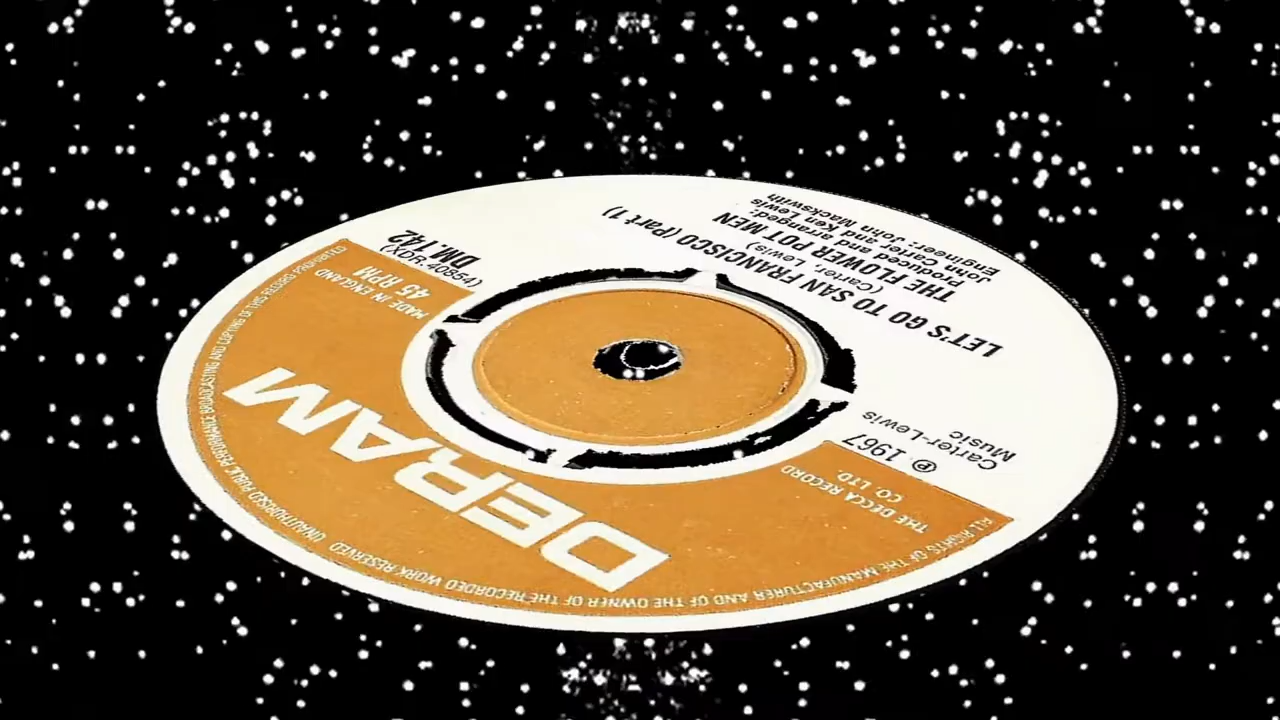 ALL RIGHTS OF THE MANUFACTURER AND OF THE OWNER OF THE RECORDED WORK RESERVED UNAUTHORISED PUBLIC PERFORMANCE BROADCASTING AND COPYING OF THIS RECORD PROHIBITED
DERAM
THE DECCA RECORD
CO. LTD.
MADE IN ENGLAND
45 RPM
℗ 1967
Carter-Lewis
Music
DM.142
(XDR.40854)
LET'S GO TO SAN FRANCISCO (Part 1)
(Carter, Lewis)
THE FLOWER POT MEN
Produced and arranged:
John Carter and Ken Lewis
Engineer: John Mackswith